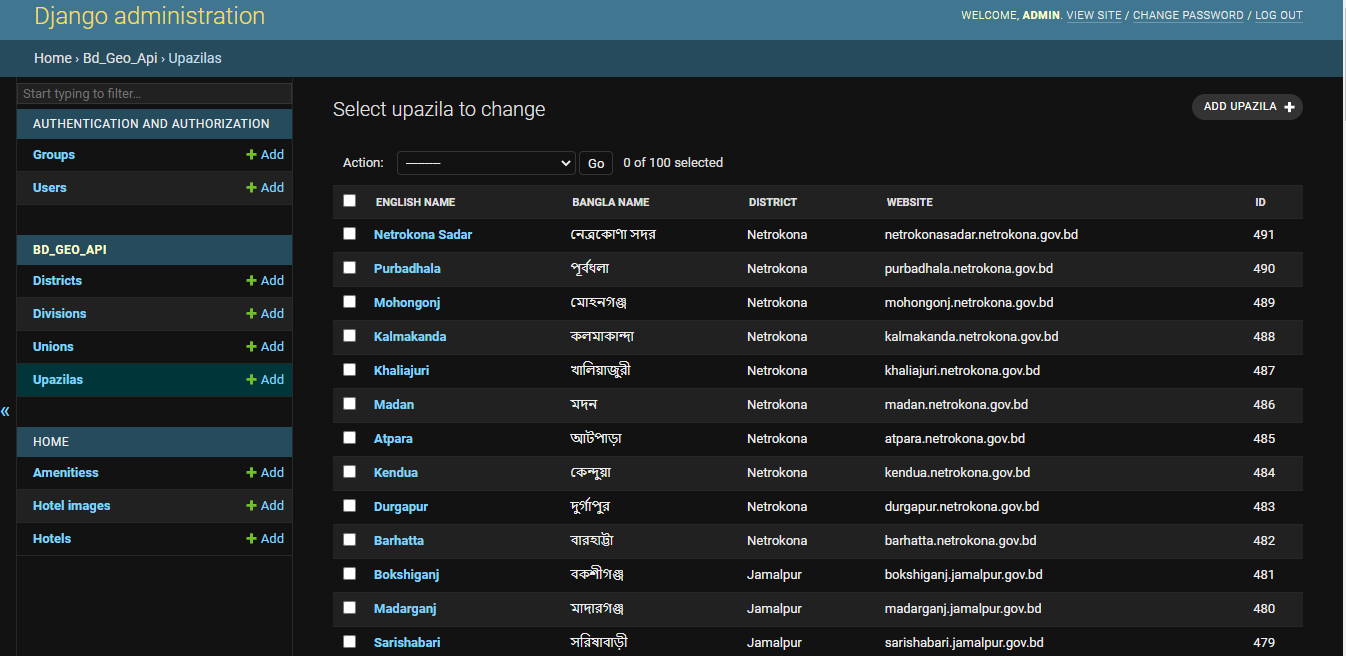 Django administration
WELCOME, ADMIN. VIEW SITE / CHANGE PASSWORD / LOG OUT
Home › Bd_Geo_Api › Upazilas
Start typing to filter...
AUTHENTICATION AND AUTHORIZATION
Groups + Add
Users + Add
BD_GEO_API
Districts + Add
Divisions + Add
Unions + Add
Upazilas + Add
«
HOME
Amenitiess + Add
Hotel images + Add
Hotels + Add
Select upazila to change
ADD UPAZILA +
Action: --------- Go 0 of 100 selected
ENGLISH NAME BANGLA NAME DISTRICT WEBSITE ID
Netrokona Sadar নেত্রকোণা সদর Netrokona netrokonasadar.netrokona.gov.bd 491
Purbadhala পূর্বধলা Netrokona purbadhala.netrokona.gov.bd 490
Mohongonj মোহনগঞ্জ Netrokona mohongonj.netrokona.gov.bd 489
Kalmakanda কলমাকান্দা Netrokona kalmakanda.netrokona.gov.bd 488
Khaliajuri খালিয়াজুরী Netrokona khaliajuri.netrokona.gov.bd 487
Madan মদন Netrokona madan.netrokona.gov.bd 486
Atpara আটপাড়া Netrokona atpara.netrokona.gov.bd 485
Kendua কেন্দুয়া Netrokona kendua.netrokona.gov.bd 484
Durgapur দুর্গাপুর Netrokona durgapur.netrokona.gov.bd 483
Barhatta বারহাট্টা Netrokona barhatta.netrokona.gov.bd 482
Bokshiganj বকশীগঞ্জ Jamalpur bokshiganj.jamalpur.gov.bd 481
Madarganj মাদারগঞ্জ Jamalpur madarganj.jamalpur.gov.bd 480
Sarishabari সরিষাবাড়ী Jamalpur sarishabari.jamalpur.gov.bd 479